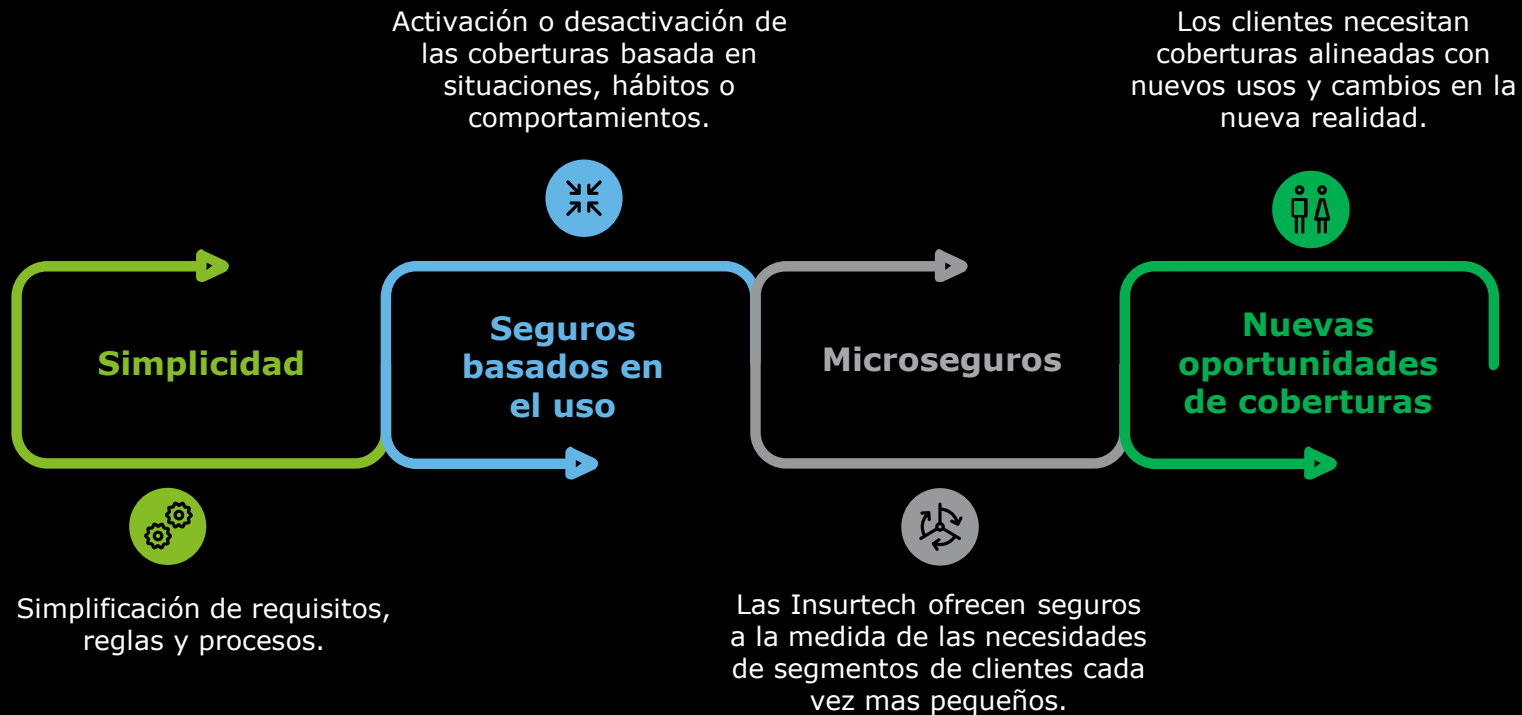 Activación o desactivación de
las coberturas basada en
situaciones, hábitos o
comportamientos.
Los clientes necesitan
coberturas alineadas con
nuevos usos y cambios en la
nueva realidad.
Simplicidad
Seguros
basados en
el uso
Microseguros
Nuevas
oportunidades
de coberturas
Simplificación de requisitos,
reglas y procesos.
Las Insurtech ofrecen seguros
a la medida de las necesidades
de segmentos de clientes cada
vez mas pequeños.